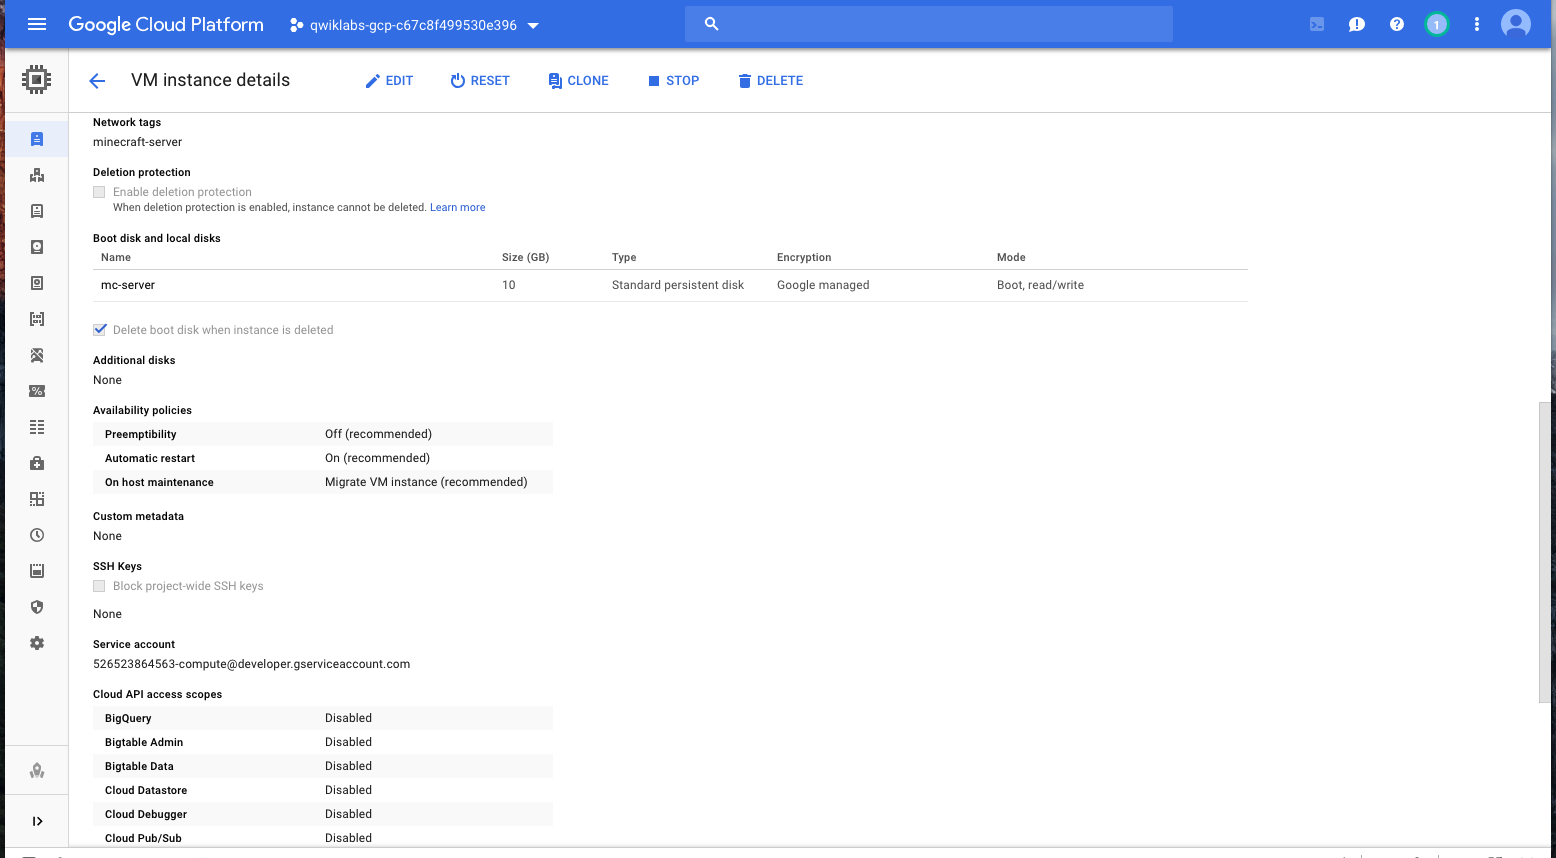 Google Cloud Platform
qwiklabs-gcp-c67c8f499530e396
1
VM instance details
EDIT
RESET
CLONE
STOP
DELETE
Network tags
minecraft-server
Deletion protection
Enable deletion protection
When deletion protection is enabled, instance cannot be deleted. Learn more
Boot disk and local disks
Name Size (GB) Type Encryption Mode
mc-server 10 Standard persistent disk Google managed Boot, read/write
Delete boot disk when instance is deleted
Additional disks
None
Availability policies
Preemptibility Off (recommended)
Automatic restart On (recommended)
On host maintenance Migrate VM instance (recommended)
Custom metadata
None
SSH Keys
Block project-wide SSH keys
None
Service account
526523864563-compute@developer.gserviceaccount.com
Cloud API access scopes
BigQuery Disabled
Bigtable Admin Disabled
Bigtable Data Disabled
Cloud Datastore Disabled
Cloud Debugger Disabled
Cloud Pub/Sub Disabled